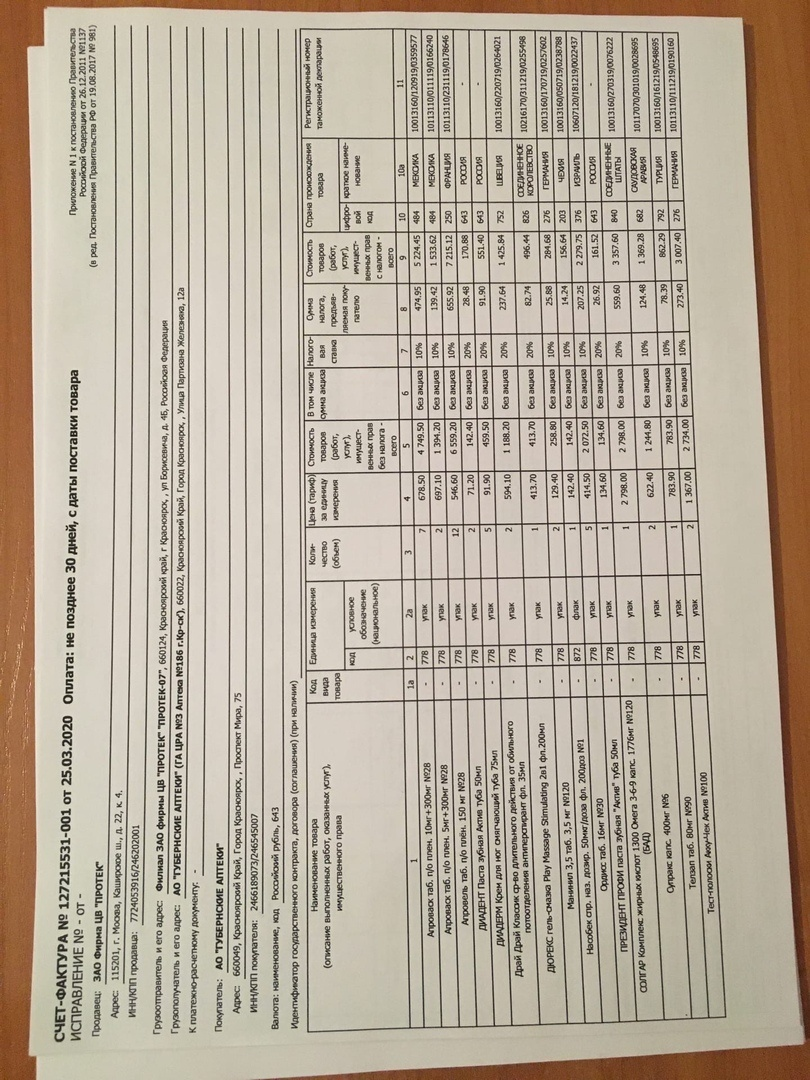 Приложение N 1 к постановлению Правительства
Российской Федерации от 26.12.2011 №1137
(в ред. Постановления Правительства РФ от 19.08.2017 № 981)
СЧЕТ-ФАКТУРА № 127215531-001 от 25.03.2020 Оплата: не позднее 30 дней, с даты поставки товара
ИСПРАВЛЕНИЕ № - от -
Продавец: ЗАО Фирма ЦВ "ПРОТЕК"
Адрес: 115201, г. Москва, Каширское ш., д. 22, к. 4.
ИНН/КПП продавца: 7724053916/246202001
Грузоотправитель и его адрес: Филиал ЗАО фирмы ЦВ "ПРОТЕК" "ПРОТЕК-07", 660124, Красноярский край, г Красноярск, , ул Борисевича, д. 4Б, Российская Федерация
Грузополучатель и его адрес: АО "ГУБЕРНСКИЕ АПТЕКИ" (ГА ЦРА №3 Аптека №186 г.Кр-ск), 660022, Красноярский Край, Город Красноярск, , Улица Партизана Железняка, 12а
К платежно-расчетному документу: -
Покупатель: АО "ГУБЕРНСКИЕ АПТЕКИ"
Адрес: 660049, Красноярский Край, Город Красноярск, , Проспект Мира, 75
ИНН/КПП покупателя: 2466189073/246545007
Валюта: наименование, код Российский рубль, 643
Идентификатор государственного контракта, договора (соглашения) (при наличии)
Наименование товара (описание выполненных работ, оказанных услуг), имущественного права
Код вида товара
Единица измерения
код
условное обозначение (национальное)
Коли-чество (объем)
Цена (тариф) за единицу измерения
Стоимость товаров (работ, услуг), имущест-венных прав без налога - всего
В том числе сумма акциза
Налого-вая ставка
Сумма налога, предъяв-ляемая поку-пателю
Стоимость товаров (работ, услуг), имущест-венных прав с налогом - всего
Страна происхождения товара
цифро-вой код
краткое наиме-нование
Регистрационный номер таможенной декларации
1 1а 2 2а 3 4 5 6 7 8 9 10 10а 11
Апроваск таб. п/о плен. 10мг+300мг №28 - 778 упак 7 678.50 4 749.50 без акциза 10% 474.95 5 224.45 484 МЕКСИКА 10013160/120919/0359577
Апроваск таб. п/о плен. 5мг+300мг №28 - 778 упак 2 697.10 1 394.20 без акциза 10% 139.42 1 533.62 484 МЕКСИКА 10113110/011119/0166240
Апровель таб. п/о плён. 150 мг №28 - 778 упак 12 546.60 6 559.20 без акциза 10% 655.92 7 215.12 250 ФРАНЦИЯ 10113110/231119/0178646
ДИАДЕНТ Паста зубная Актив туба 50мл - 778 упак 2 71.20 142.40 без акциза 20% 28.48 170.88 643 РОССИЯ -
ДИАДЕРМ Крем для ног смягчающий туба 75мл - 778 упак 5 91.90 459.50 без акциза 20% 91.90 551.40 643 РОССИЯ -
Драй Драй Классик ср-во длительного действия от обильного потоотделения антиперспирант фл. 35мл - 778 упак 2 594.10 1 188.20 без акциза 20% 237.64 1 425.84 752 ШВЕЦИЯ 10013160/220719/0264021
ДЮРЕКС гель-смазка Play Massage Stimulating 2в1 фл.200мл - 778 упак 1 413.70 413.70 без акциза 20% 82.74 496.44 826 СОЕДИНЕННОЕ КОРОЛЕВСТВО 10216170/311219/0255498
Манинил 3,5 таб. 3,5 мг №120 - 778 упак 2 129.40 258.80 без акциза 10% 25.88 284.68 276 ГЕРМАНИЯ 10013160/170719/0257602
Насобек спр. наз. дозир. 50мкг/доза фл. 200доз №1 - 872 флак 1 142.40 142.40 без акциза 10% 14.24 156.64 203 ЧЕХИЯ 10013160/050719/0238788
Ордисс таб. 16мг №30 - 778 упак 5 414.50 2 072.50 без акциза 10% 207.25 2 279.75 376 ИЗРАИЛЬ 10607120/181219/0022437
ПРЕЗИДЕНТ ПРОФИ паста зубная "Актив" туба 50мл - 778 упак 1 134.60 134.60 без акциза 20% 26.92 161.52 643 РОССИЯ -
СОЛГАР Комплекс жирных кислот 1300 Омега 3-6-9 капс. 1776мг №120 (БАД) - 778 упак 1 2 798.00 2 798.00 без акциза 20% 559.60 3 357.60 840 СОЕДИНЕННЫЕ ШТАТЫ 10013160/270319/0076222
Супракс капс. 400мг №6 - 778 упак 2 622.40 1 244.80 без акциза 10% 124.48 1 369.28 682 САУДОВСКАЯ АРАВИЯ 10117070/301019/0028695
Телзап таб. 80мг №90 - 778 упак 1 783.90 783.90 без акциза 10% 78.39 862.29 792 ТУРЦИЯ 10013160/161219/0548695
Тест-полоски Акку-Чек Актив №100 - 778 упак 2 1 367.00 2 734.00 без акциза 10% 273.40 3 007.40 276 ГЕРМАНИЯ 10113110/111219/0190160